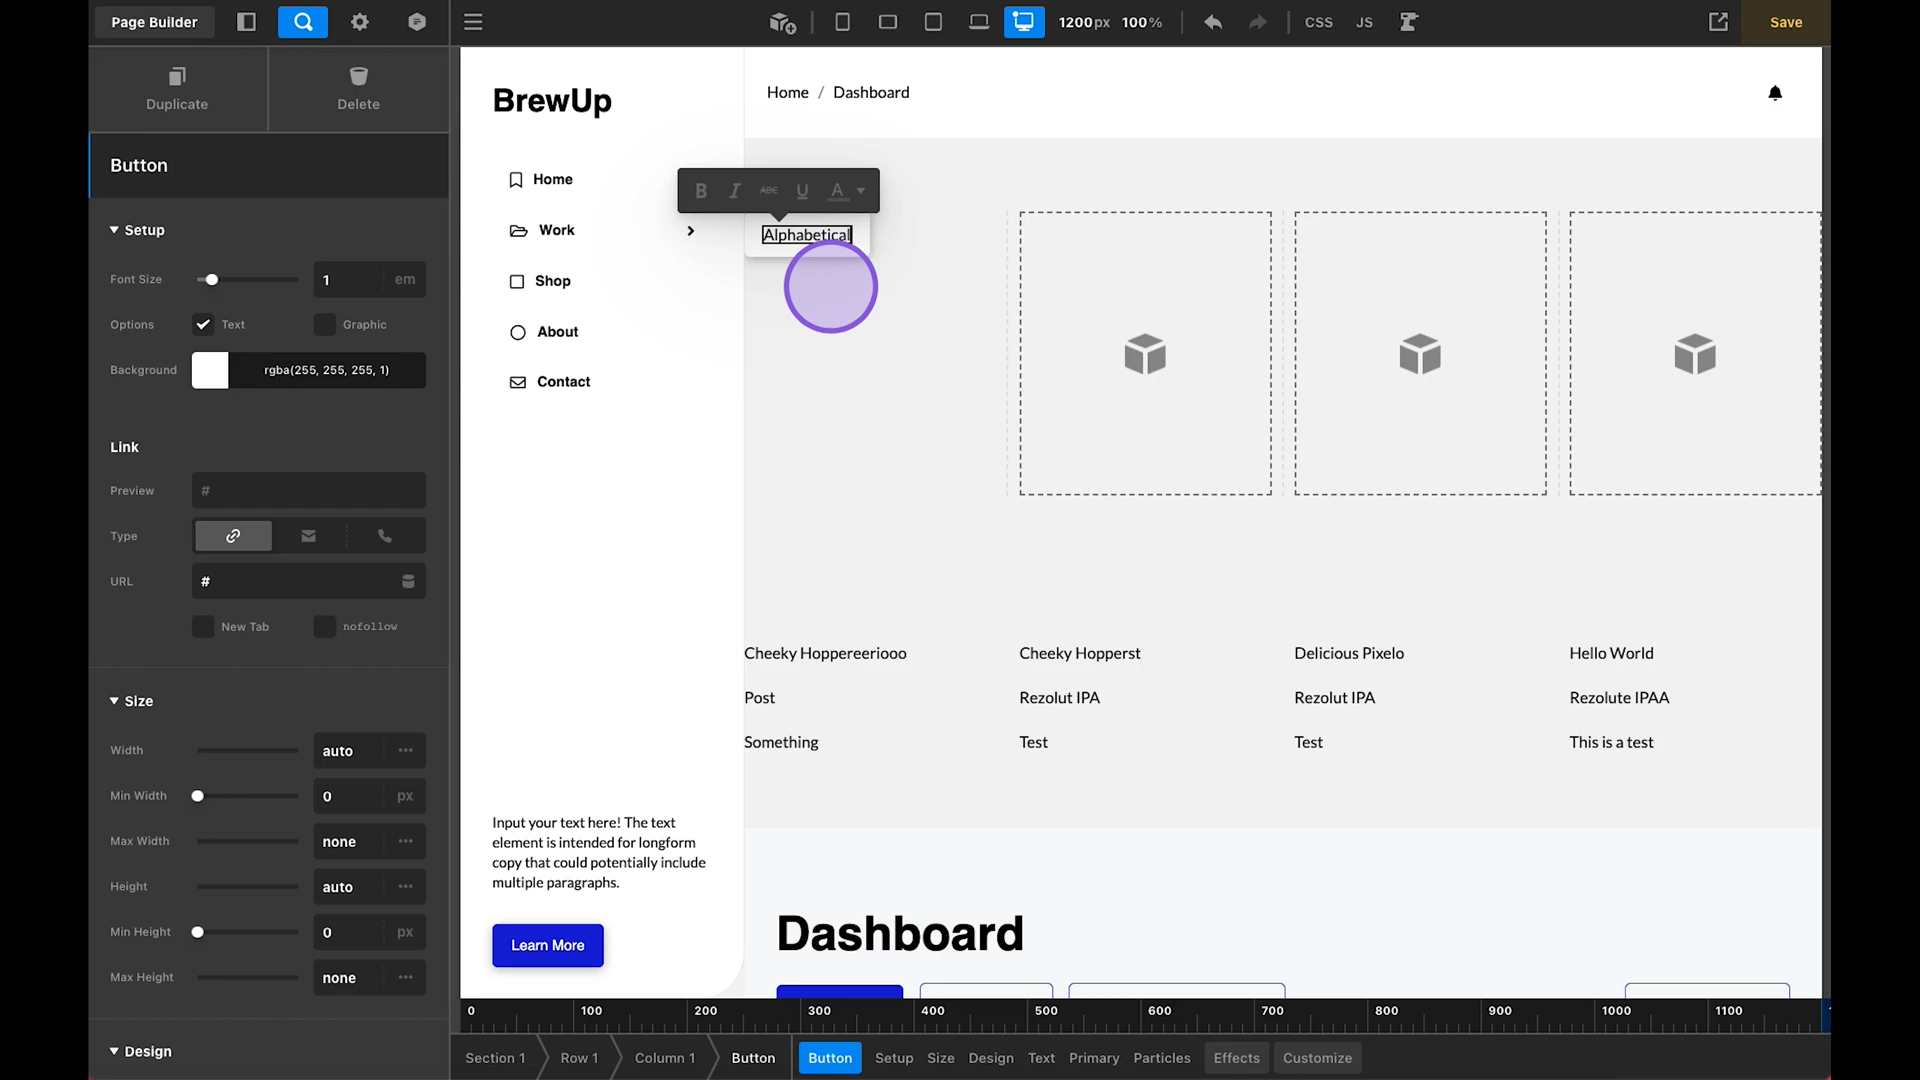 Page Builder
1200px 100%
CSS
JS
Save
Duplicate
Delete
Button
Setup
Font Size
1
em
Options
Text
Graphic
Background
rgba(255, 255, 255, 1)
Link
Preview
#
Type
URL
#
New Tab
nofollow
Size
Width
auto
Min Width
0
px
Max Width
none
Height
auto
Min Height
0
px
Max Height
none
Design
BrewUp
Home
Work
Shop
About
Contact
Input your text here! The text
element is intended for longform
copy that could potentially include
multiple paragraphs.
Learn More
Home / Dashboard
B I ABC U A
Alphabetical
Cheeky Hoppereeriooo
Cheeky Hopperst
Delicious Pixelo
Hello World
Post
Rezolut IPA
Rezolut IPA
Rezolute IPAA
Something
Test
Test
This is a test
Dashboard
0 100 200 300 400 500 600 700 800 900 1000 1100
Section 1
Row 1
Column 1
Button
Button
Setup
Size
Design
Text
Primary
Particles
Effects
Customize